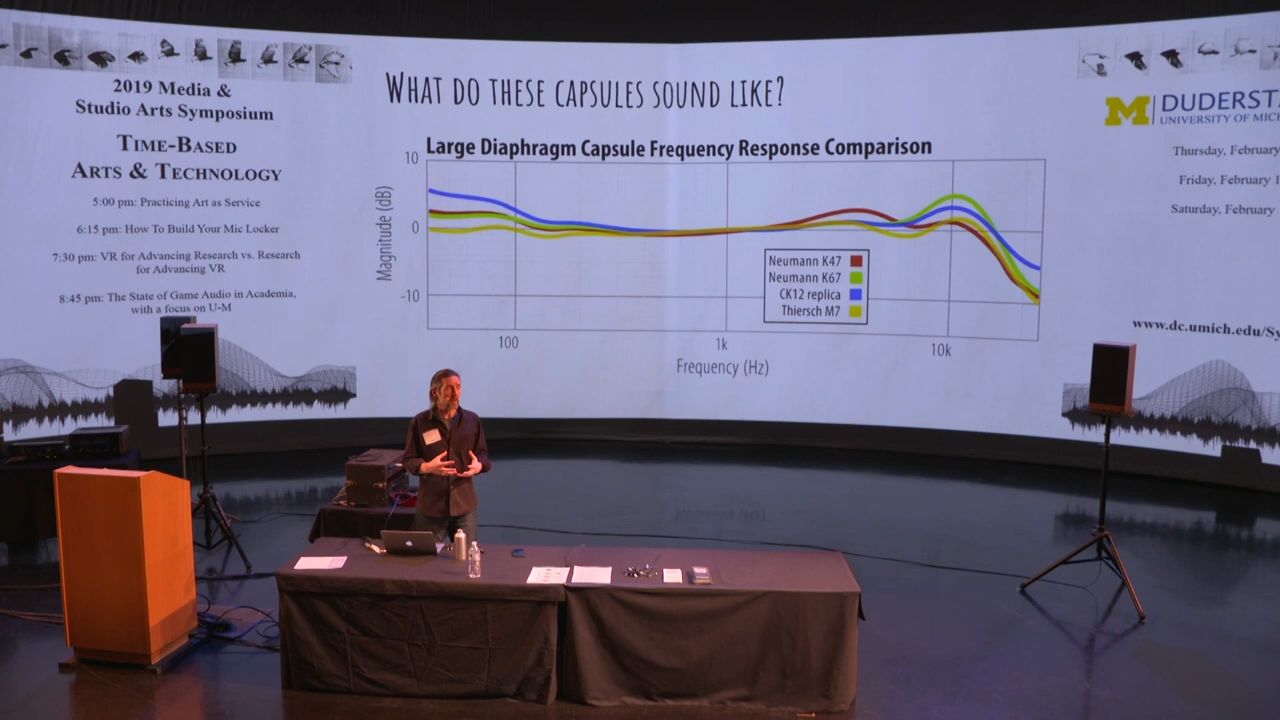 2019 Media &
Studio Arts Symposium
Time-Based
Arts & Technology
5:00 pm: Practicing Art as Service
6:15 pm: How To Build Your Mic Locker
7:30 pm: VR for Advancing Research vs. Research
for Advancing VR
8:45 pm: The State of Game Audio in Academia,
with a focus on U-M
What do these capsules sound like?
Large Diaphragm Capsule Frequency Response Comparison
Magnitude (dB)
10
0
-10
Neumann K47
Neumann K67
CK12 replica
Thiersch M7
100
1k
10k
Frequency (Hz)
M
DUDERSTA
UNIVERSITY OF MICH
Thursday, February
Friday, February 1
Saturday, February
www.dc.umich.edu/Sy